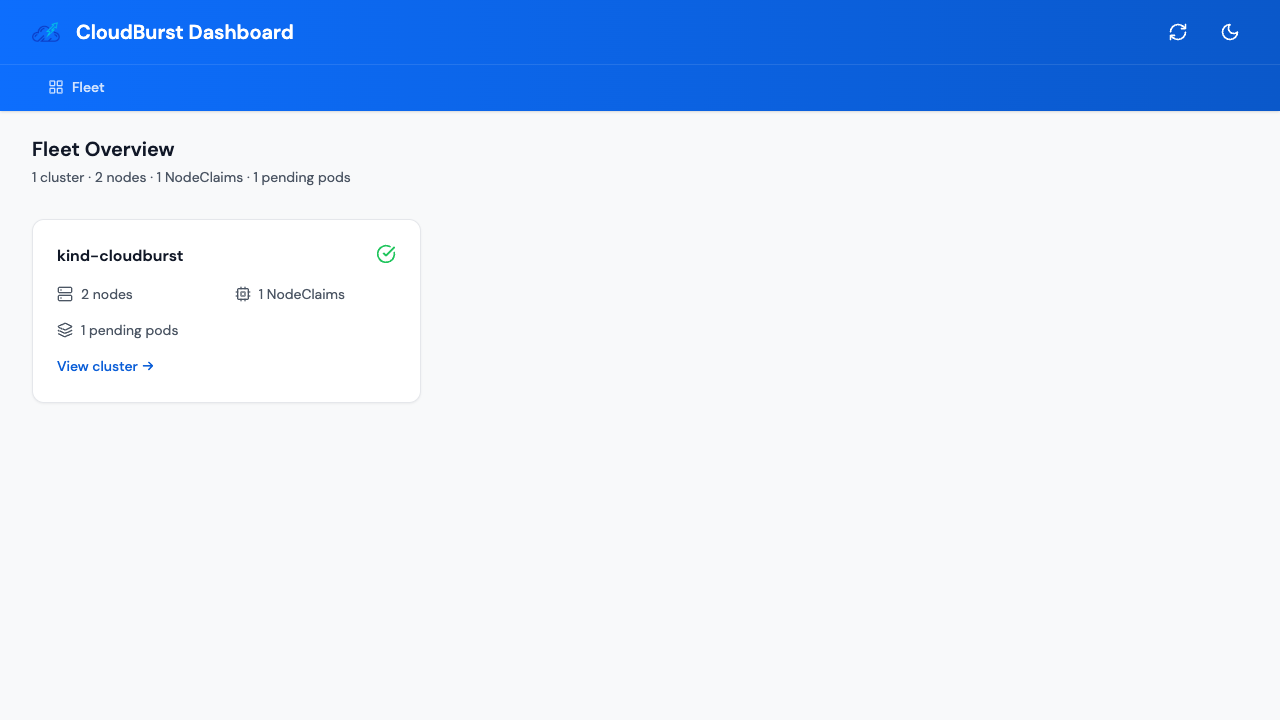 CloudBurst Dashboard
Fleet
Fleet Overview
1 cluster · 2 nodes · 1 NodeClaims · 1 pending pods
kind-cloudburst
2 nodes
1 NodeClaims
1 pending pods
View cluster →